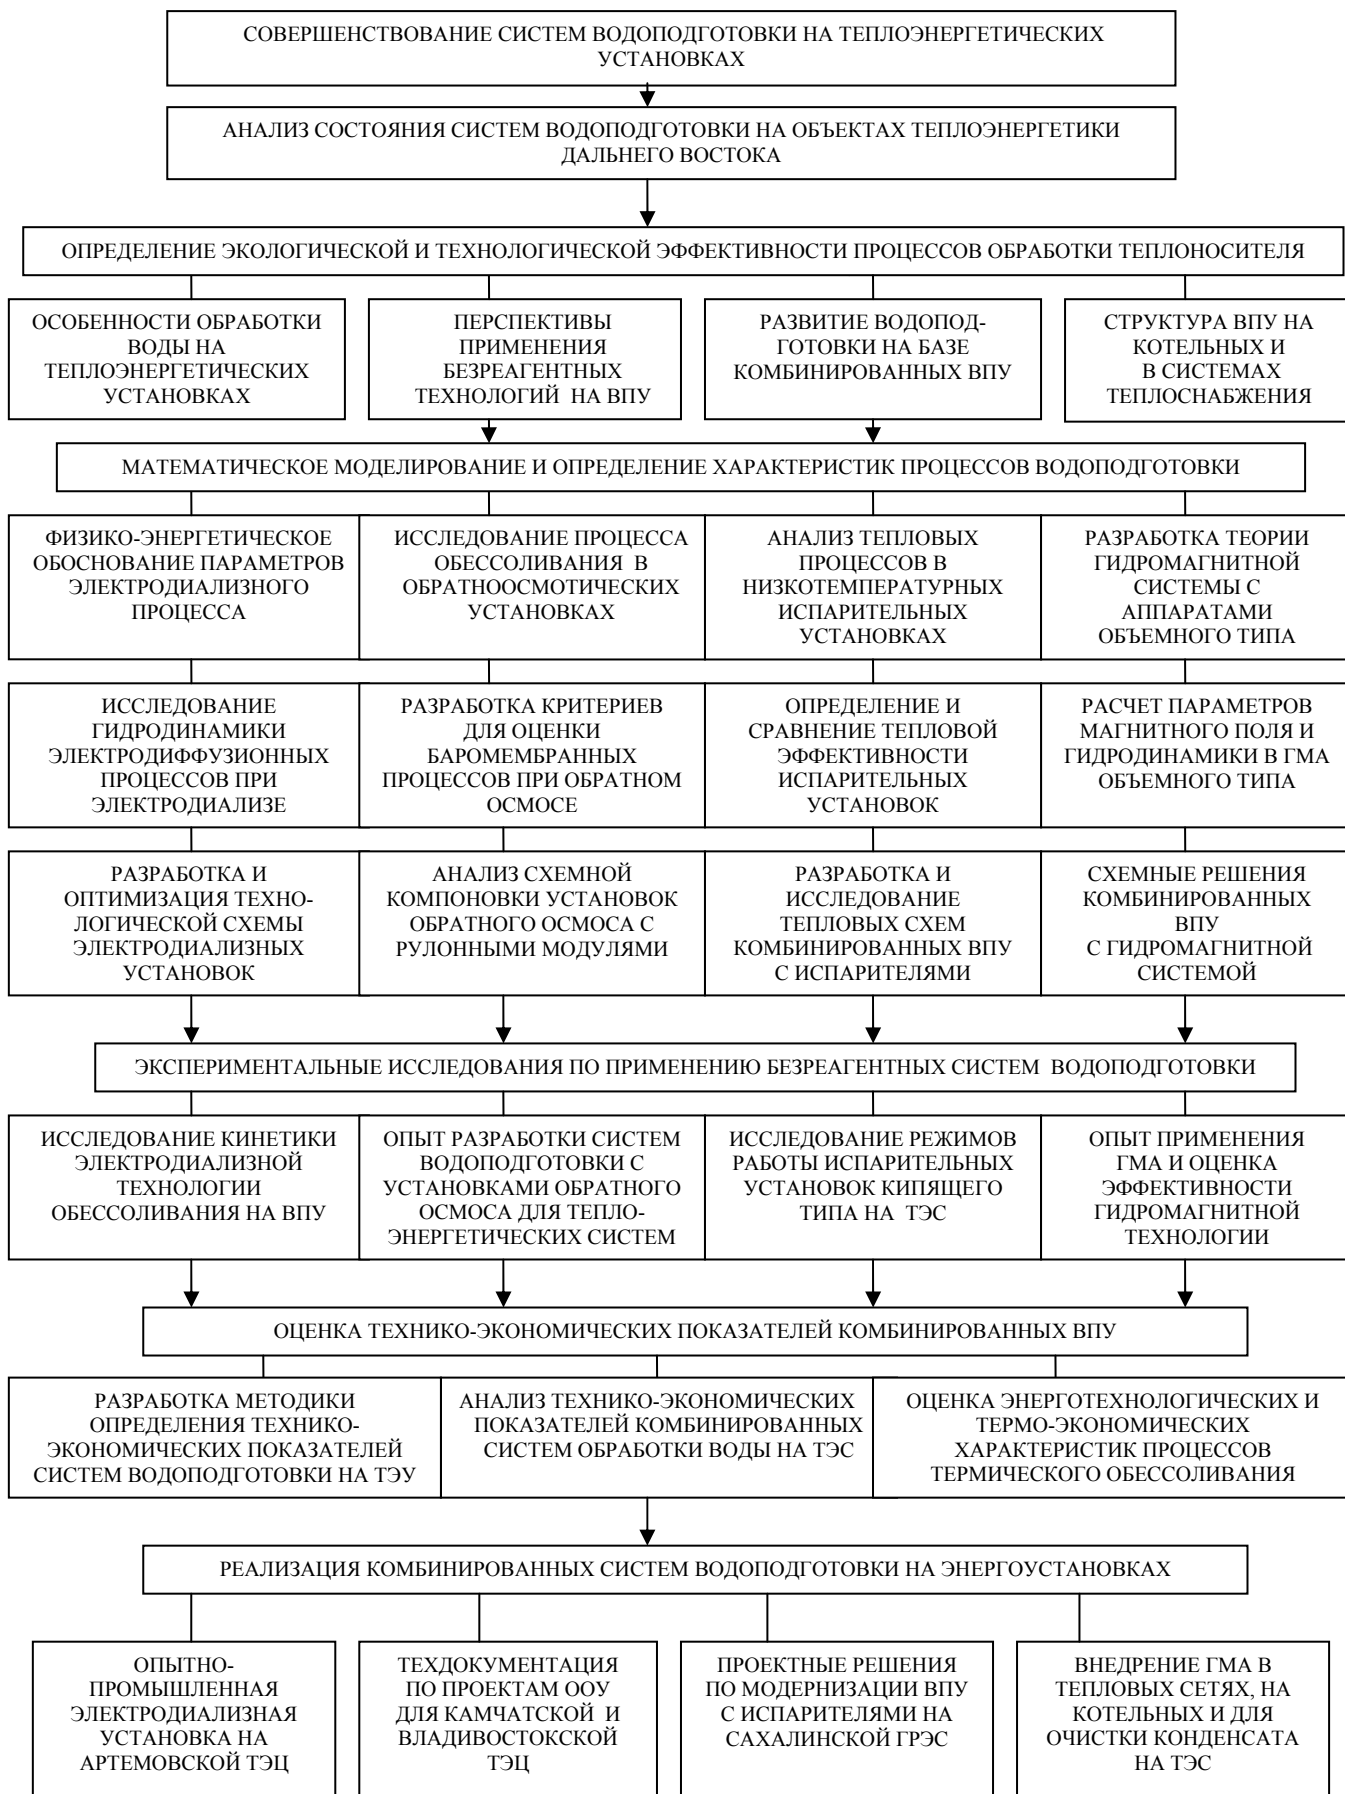 СОВЕРШЕНСТВОВАНИЕ СИСТЕМ ВОДОПОДГОТОВКИ НА ТЕПЛОЭНЕРГЕТИЧЕСКИХ
УСТАНОВКАХ
АНАЛИЗ СОСТОЯНИЯ СИСТЕМ ВОДОПОДГОТОВКИ НА ОБЪЕКТАХ ТЕПЛОЭНЕРГЕТИКИ
ДАЛЬНЕГО ВОСТОКА
ОПРЕДЕЛЕНИЕ ЭКОЛОГИЧЕСКОЙ И ТЕХНОЛОГИЧЕСКОЙ ЭФФЕКТИВНОСТИ ПРОЦЕССОВ ОБРАБОТКИ ТЕПЛОНОСИТЕЛЯ
ОСОБЕННОСТИ ОБРАБОТКИ
ВОДЫ НА
ТЕПЛОЭНЕРГЕТИЧЕСКИХ
УСТАНОВКАХ
ПЕРСПЕКТИВЫ
ПРИМЕНЕНИЯ
БЕЗРЕАГЕНТНЫХ
ТЕХНОЛОГИЙ НА ВПУ
РАЗВИТИЕ ВОДОПОД-
ГОТОВКИ НА БАЗЕ
КОМБИНИРОВАННЫХ ВПУ
СТРУКТУРА ВПУ НА
КОТЕЛЬНЫХ И
В СИСТЕМАХ
ТЕПЛОСНАБЖЕНИЯ
МАТЕМАТИЧЕСКОЕ МОДЕЛИРОВАНИЕ И ОПРЕДЕЛЕНИЕ ХАРАКТЕРИСТИК ПРОЦЕССОВ ВОДОПОДГОТОВКИ
ФИЗИКО-ЭНЕРГЕТИЧЕСКОЕ
ОБОСНОВАНИЕ ПАРАМЕТРОВ
ЭЛЕКТРОДИАЛИЗНОГО
ПРОЦЕССА
ИССЛЕДОВАНИЕ ПРОЦЕССА
ОБЕССОЛИВАНИЯ В
ОБРАТНООСМОТИЧЕСКИХ
УСТАНОВКАХ
АНАЛИЗ ТЕПЛОВЫХ
ПРОЦЕССОВ В
НИЗКОТЕМПЕРАТУРНЫХ
ИСПАРИТЕЛЬНЫХ
УСТАНОВКАХ
РАЗРАБОТКА ТЕОРИИ
ГИДРОМАГНИТНОЙ
СИСТЕМЫ С
АППАРАТАМИ
ОБЪЕМНОГО ТИПА
ИССЛЕДОВАНИЕ
ГИДРОДИНАМИКИ
ЭЛЕКТРОДИФФУЗИОННЫХ
ПРОЦЕССОВ ПРИ
ЭЛЕКТРОДИАЛИЗЕ
РАЗРАБОТКА КРИТЕРИЕВ
ДЛЯ ОЦЕНКИ
БАРОМЕМБРАННЫХ
ПРОЦЕССОВ ПРИ ОБРАТНОМ
ОСМОСЕ
ОПРЕДЕЛЕНИЕ И
СРАВНЕНИЕ ТЕПЛОВОЙ
ЭФФЕКТИВНОСТИ
ИСПАРИТЕЛЬНЫХ
УСТАНОВОК
РАСЧЕТ ПАРАМЕТРОВ
МАГНИТНОГО ПОЛЯ И
ГИДРОДИНАМИКИ В ГМА
ОБЪЕМНОГО ТИПА
РАЗРАБОТКА И
ОПТИМИЗАЦИЯ ТЕХНО-
ЛОГИЧЕСКОЙ СХЕМЫ
ЭЛЕКТРОДИАЛИЗНЫХ
УСТАНОВОК
АНАЛИЗ СХЕМНОЙ
КОМПОНОВКИ УСТАНОВОК
ОБРАТНОГО ОСМОСА С
РУЛОННЫМИ МОДУЛЯМИ
РАЗРАБОТКА И
ИССЛЕДОВАНИЕ
ТЕПЛОВЫХ СХЕМ
КОМБИНИРОВАННЫХ ВПУ
С ИСПАРИТЕЛЯМИ
СХЕМНЫЕ РЕШЕНИЯ
КОМБИНИРОВАННЫХ
ВПУ
С ГИДРОМАГНИТНОЙ
СИСТЕМОЙ
ЭКСПЕРИМЕНТАЛЬНЫЕ ИССЛЕДОВАНИЯ ПО ПРИМЕНЕНИЮ БЕЗРЕАГЕНТНЫХ СИСТЕМ ВОДОПОДГОТОВКИ
ИССЛЕДОВАНИЕ КИНЕТИКИ
ЭЛЕКТРОДИАЛИЗНОЙ
ТЕХНОЛОГИИ
ОБЕССОЛИВАНИЯ НА ВПУ
ОПЫТ РАЗРАБОТКИ СИСТЕМ
ВОДОПОДГОТОВКИ С
УСТАНОВКАМИ ОБРАТНОГО
ОСМОСА ДЛЯ ТЕПЛО-
ЭНЕРГЕТИЧЕСКИХ СИСТЕМ
ИССЛЕДОВАНИЕ РЕЖИМОВ
РАБОТЫ ИСПАРИТЕЛЬНЫХ
УСТАНОВОК КИПЯЩЕГО
ТИПА НА ТЭС
ОПЫТ ПРИМЕНЕНИЯ
ГМА И ОЦЕНКА
ЭФФЕКТИВНОСТИ
ГИДРОМАГНИТНОЙ
ТЕХНОЛОГИИ
ОЦЕНКА ТЕХНИКО-ЭКОНОМИЧЕСКИХ ПОКАЗАТЕЛЕЙ КОМБИНИРОВАННЫХ ВПУ
РАЗРАБОТКА МЕТОДИКИ
ОПРЕДЕЛЕНИЯ ТЕХНИКО-
ЭКОНОМИЧЕСКИХ ПОКАЗАТЕЛЕЙ
СИСТЕМ ВОДОПОДГОТОВКИ НА ТЭУ
АНАЛИЗ ТЕХНИКО-ЭКОНОМИЧЕСКИХ
ПОКАЗАТЕЛЕЙ КОМБИНИРОВАННЫХ
СИСТЕМ ОБРАБОТКИ ВОДЫ НА ТЭС
ОЦЕНКА ЭНЕРГОТЕХНОЛОГИЧЕСКИХ И
ТЕРМО-ЭКОНОМИЧЕСКИХ
ХАРАКТЕРИСТИК ПРОЦЕССОВ
ТЕРМИЧЕСКОГО ОБЕССОЛИВАНИЯ
РЕАЛИЗАЦИЯ КОМБИНИРОВАННЫХ СИСТЕМ ВОДОПОДГОТОВКИ НА ЭНЕРГОУСТАНОВКАХ
ОПЫТНО-
ПРОМЫШЛЕННАЯ
ЭЛЕКТРОДИАЛИЗНАЯ
УСТАНОВКА НА
АРТЕМОВСКОЙ ТЭЦ
ТЕХДОКУМЕНТАЦИЯ
ПО ПРОЕКТАМ ООУ
ДЛЯ КАМЧАТСКОЙ И
ВЛАДИВОСТОКСКОЙ
ТЭЦ
ПРОЕКТНЫЕ РЕШЕНИЯ
ПО МОДЕРНИЗАЦИИ ВПУ
С ИСПАРИТЕЛЯМИ НА
САХАЛИНСКОЙ ГРЭС
ВНЕДРЕНИЕ ГМА В
ТЕПЛОВЫХ СЕТЯХ, НА
КОТЕЛЬНЫХ И ДЛЯ
ОЧИСТКИ КОНДЕНСАТА
НА ТЭС